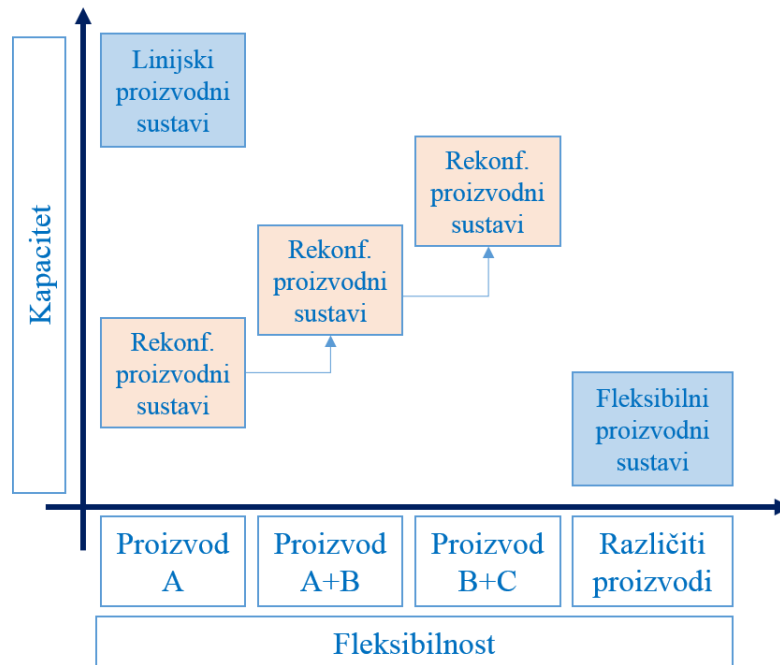 Kapacitet
Linijski
proizvodni
sustavi
Rekonf.
proizvodni
sustavi
Rekonf.
proizvodni
sustavi
Rekonf.
proizvodni
sustavi
Fleksibilni
proizvodni
sustavi
Proizvod
A
Proizvod
A+B
Proizvod
B+C
Različiti
proizvodi
Fleksibilnost